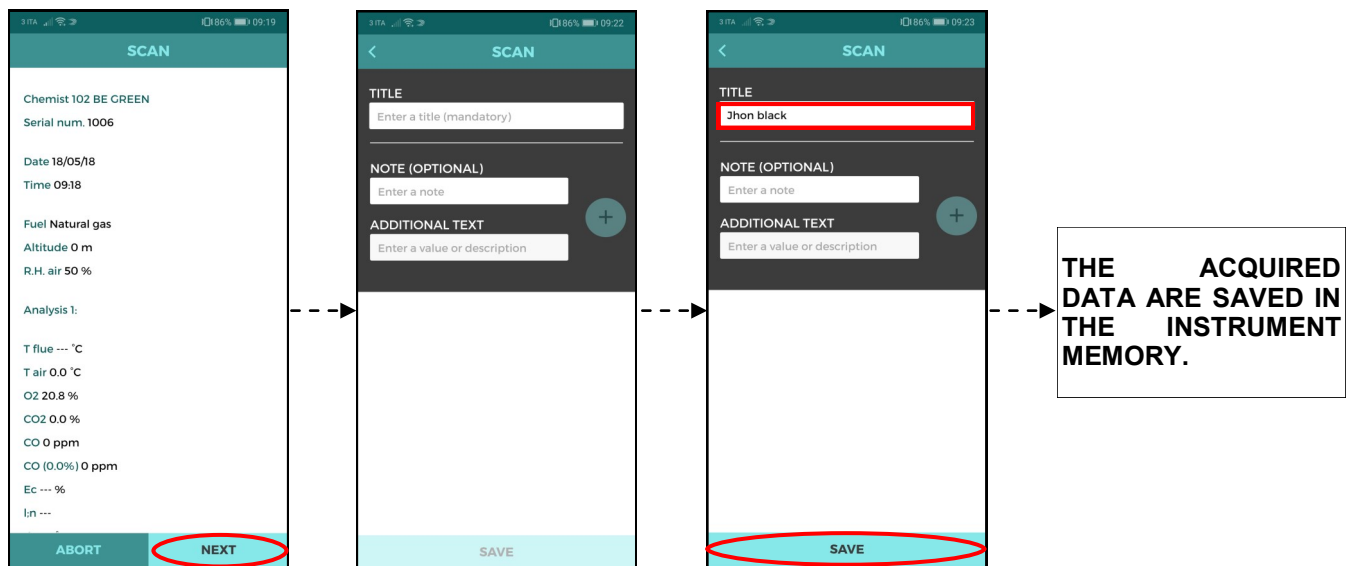 3 ITA 86% 09:19
SCAN
Chemist 102 BE GREEN
Serial num. 1006
Date 18/05/18
Time 09:18
Fuel Natural gas
Altitude 0 m
R.H. air 50 %
Analysis 1:
T flue --- °C
T air 0.0 °C
O2 20.8 %
CO2 0.0 %
CO 0 ppm
CO (0.0%) 0 ppm
Ec --- %
l;n ---
ABORT NEXT
3 ITA 86% 09:22
< SCAN
TITLE
Enter a title (mandatory)
NOTE (OPTIONAL)
Enter a note
+
ADDITIONAL TEXT
Enter a value or description
SAVE
3 ITA 86% 09:23
< SCAN
TITLE
Jhon black
NOTE (OPTIONAL)
Enter a note
+
ADDITIONAL TEXT
Enter a value or description
SAVE
THE ACQUIRED
DATA ARE SAVED IN
THE INSTRUMENT
MEMORY.